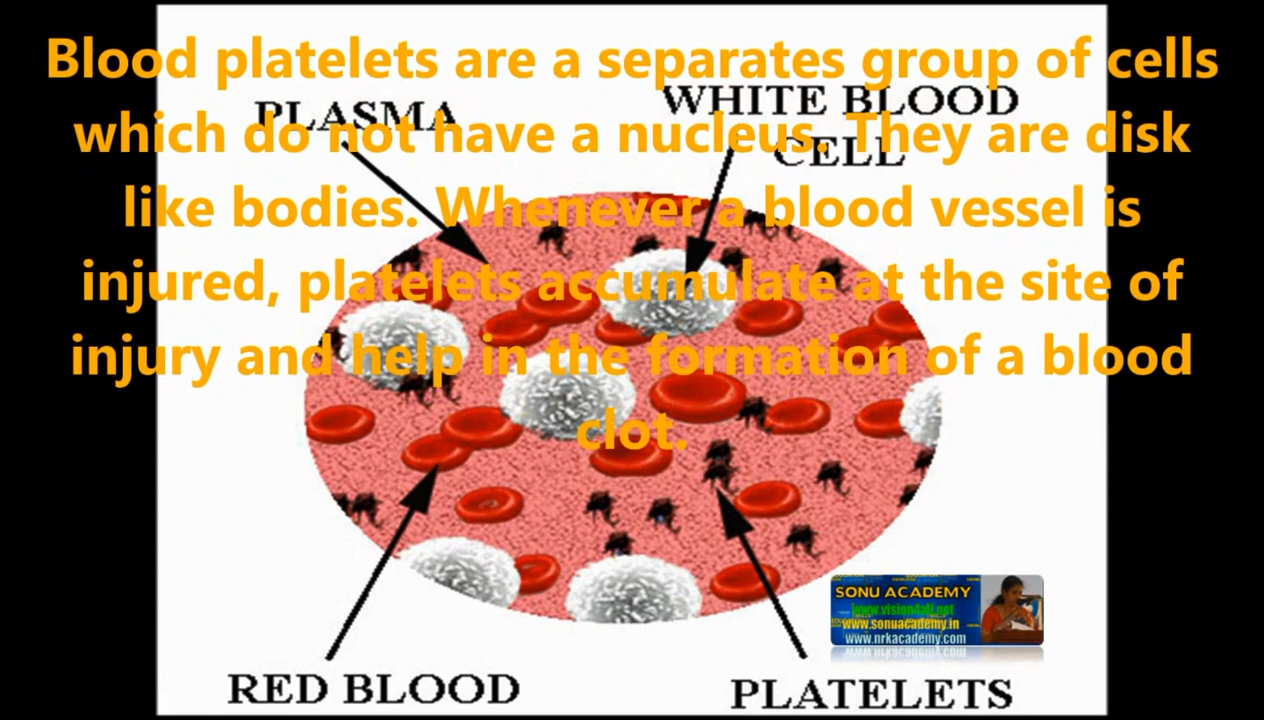 Blood platelets are a separates group of cells
which do not have a nucleus. They are disk
like bodies. Whenever a blood vessel is
injured, platelets accumulate at the site of
injury and help in the formation of a blood
clot.
PLASMA
WHITE BLOOD
CELL
RED BLOOD
PLATELETS
SONU ACADEMY
www.vision4all.net
www.sonuacademy.in
www.nrkacademy.com